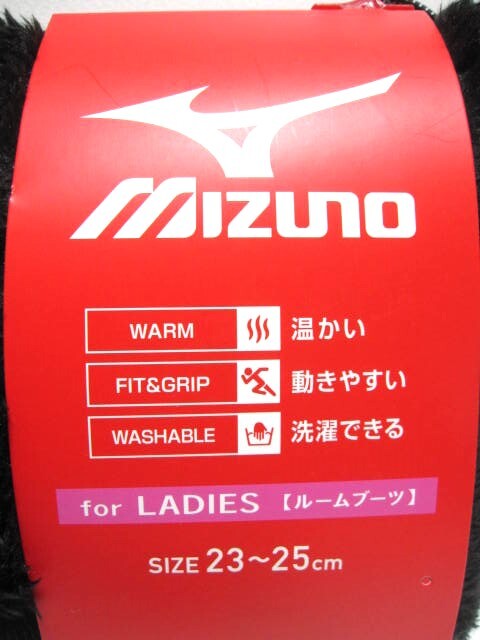 MIZUNO
WARM 温かい
FIT&GRIP 動きやすい
WASHABLE 洗濯できる
for LADIES 【ルームブーツ】
SIZE 23～25cm